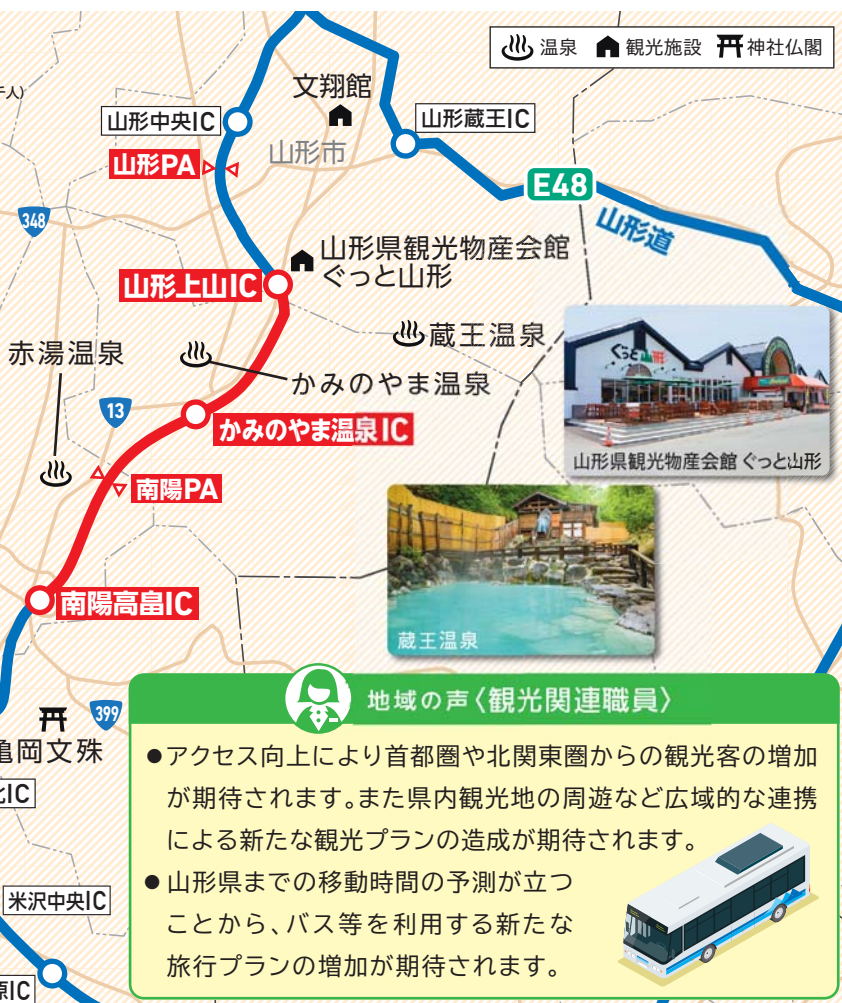 温泉 観光施設 神社仏閣
千人)
文翔館
山形中央IC
山形蔵王IC
山形市
山形PA
E48
山形道
348
山形県観光物産会館
ぐっと山形
山形上山IC
蔵王温泉
赤湯温泉
かみのやま温泉
ぐっと山形
13
かみのやま温泉IC
山形県観光物産会館 ぐっと山形
南陽PA
南陽高畠IC
蔵王温泉
地域の声〈観光関連職員〉
399
亀岡文殊
●アクセス向上により首都圏や北関東圏からの観光客の増加
が期待されます。また県内観光地の周遊など広域的な連携
による新たな観光プランの造成が期待されます。
●山形県までの移動時間の予測が立つ
ことから、バス等を利用する新たな
旅行プランの増加が期待されます。
IC
米沢中央IC
原IC